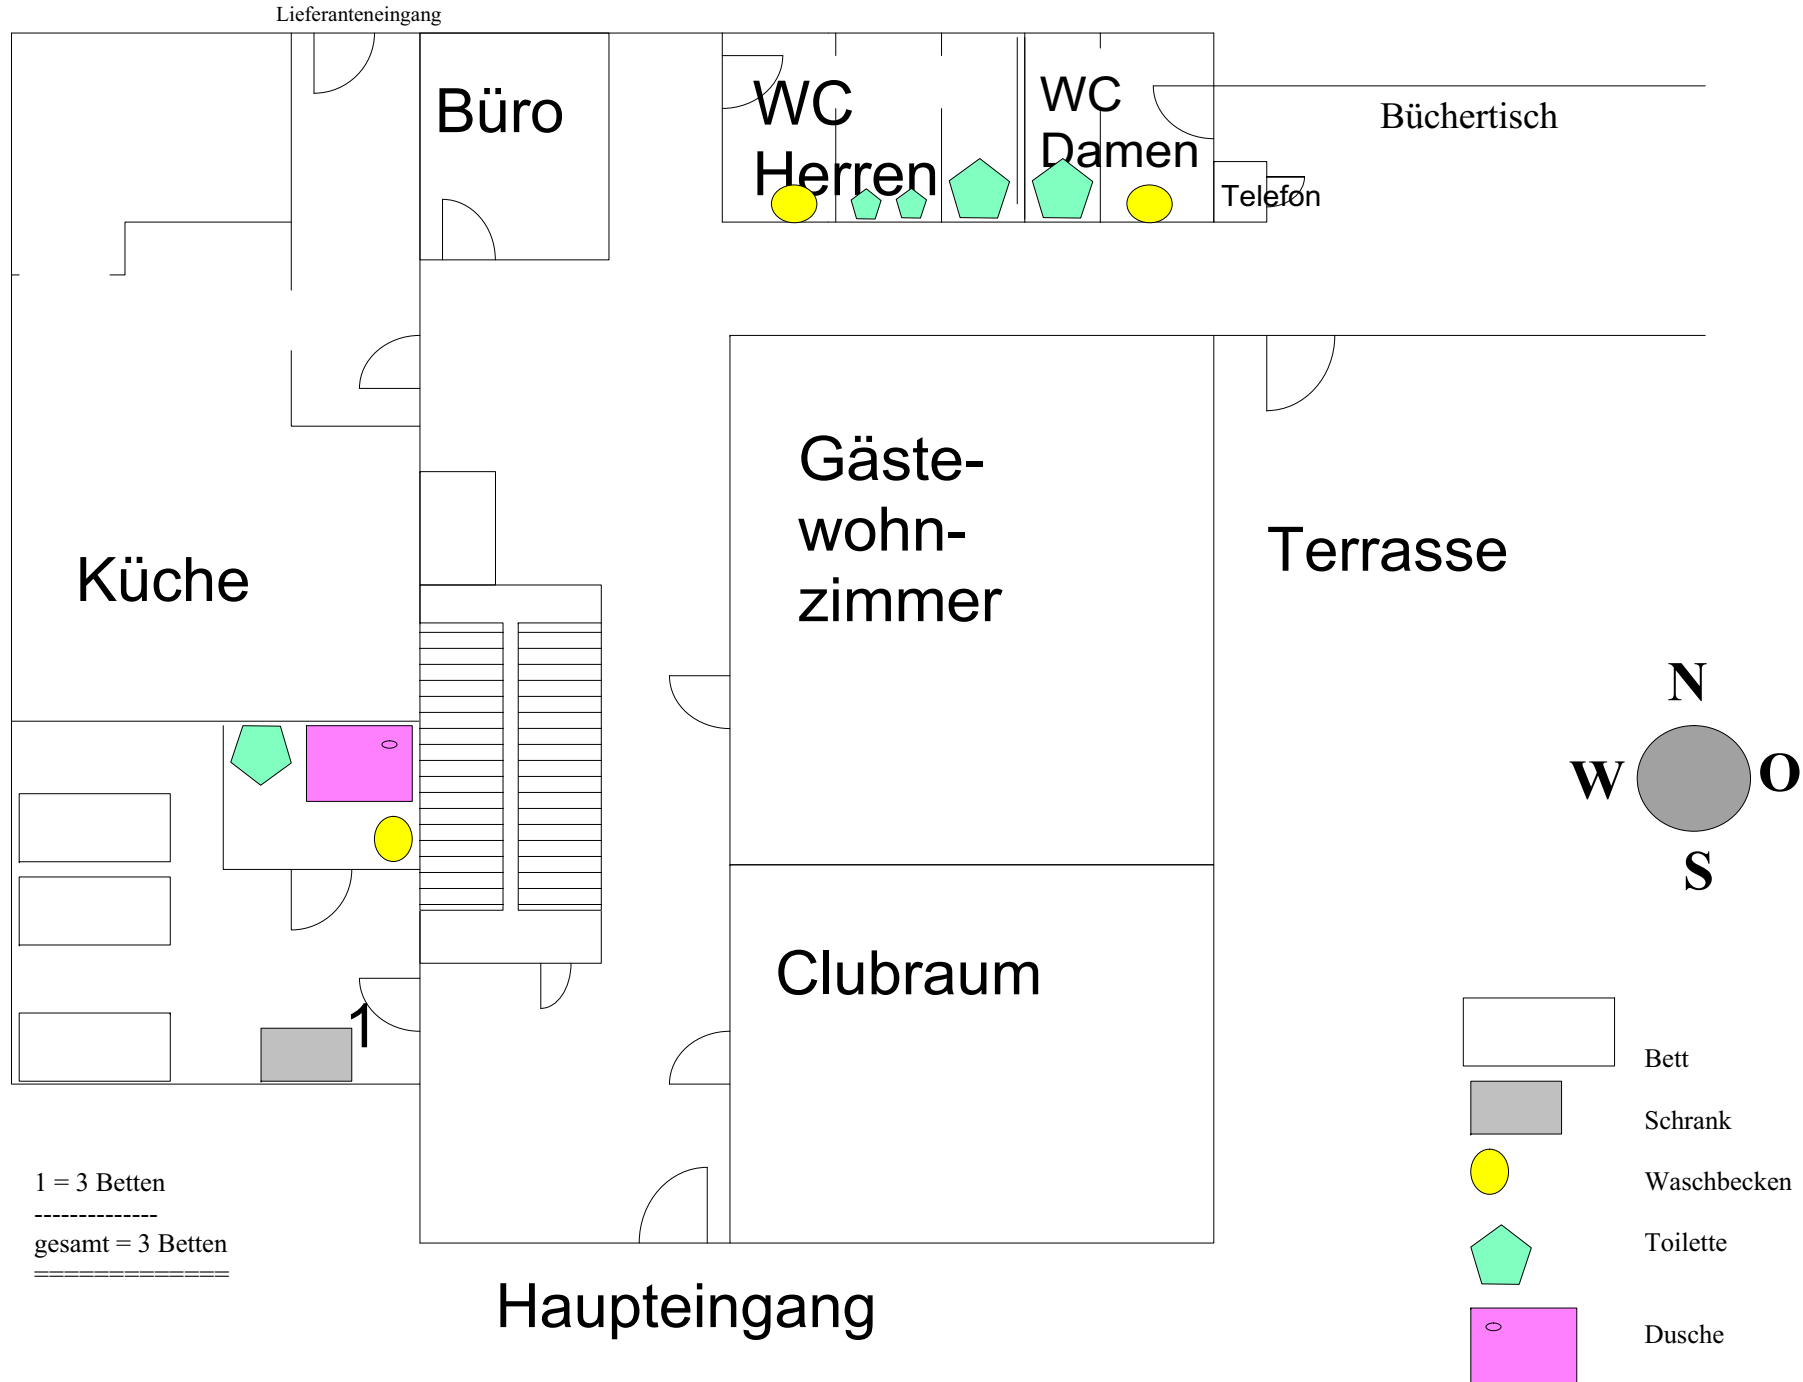 Lieferanteneingang
Büro
WC
Herren
WC
Damen
Büchertisch
Telefon
Gäste-
wohn-
zimmer
Terrasse
Küche
N
W
O
S
Clubraum
1
Bett
Schrank
Waschbecken
Toilette
Dusche
1 = 3 Betten
--------------
gesamt = 3 Betten
=============
Haupteingang